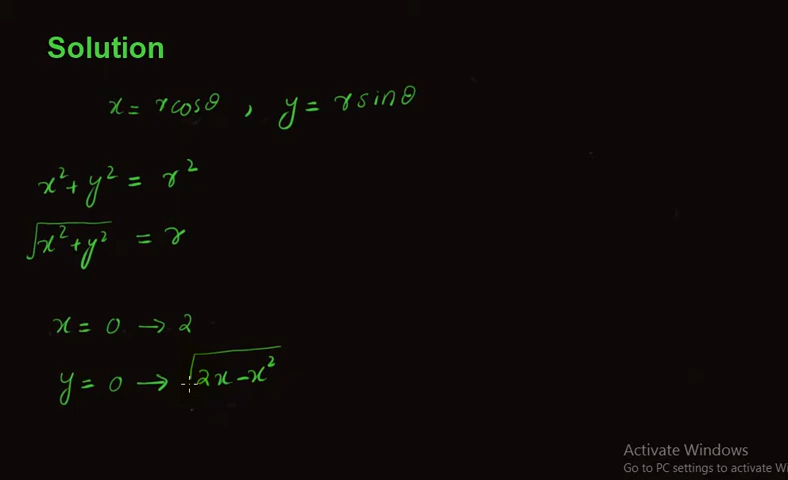 Solution
x = r cosθ , y = r sinθ
x² + y² = r²
√(x² + y²) = r
x = 0 → 2
y = 0 → √(2x - x²)
Activate Windows
Go to PC settings to activate Wi